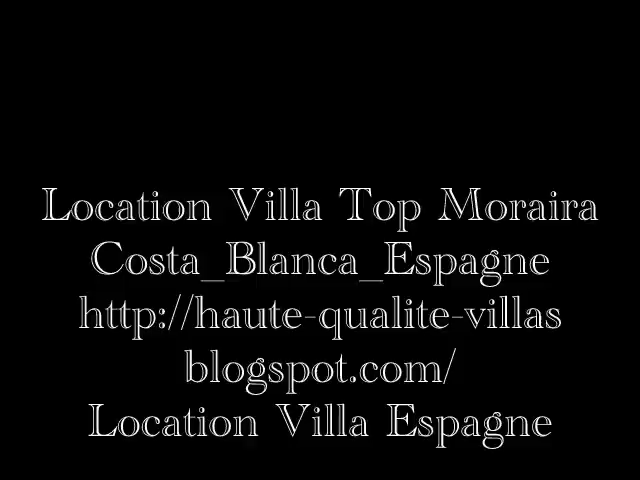 Location Villa Top Moraira
Costa_Blanca_Espagne
http://haute-qualite-villas
blogspot.com/
Location Villa Espagne